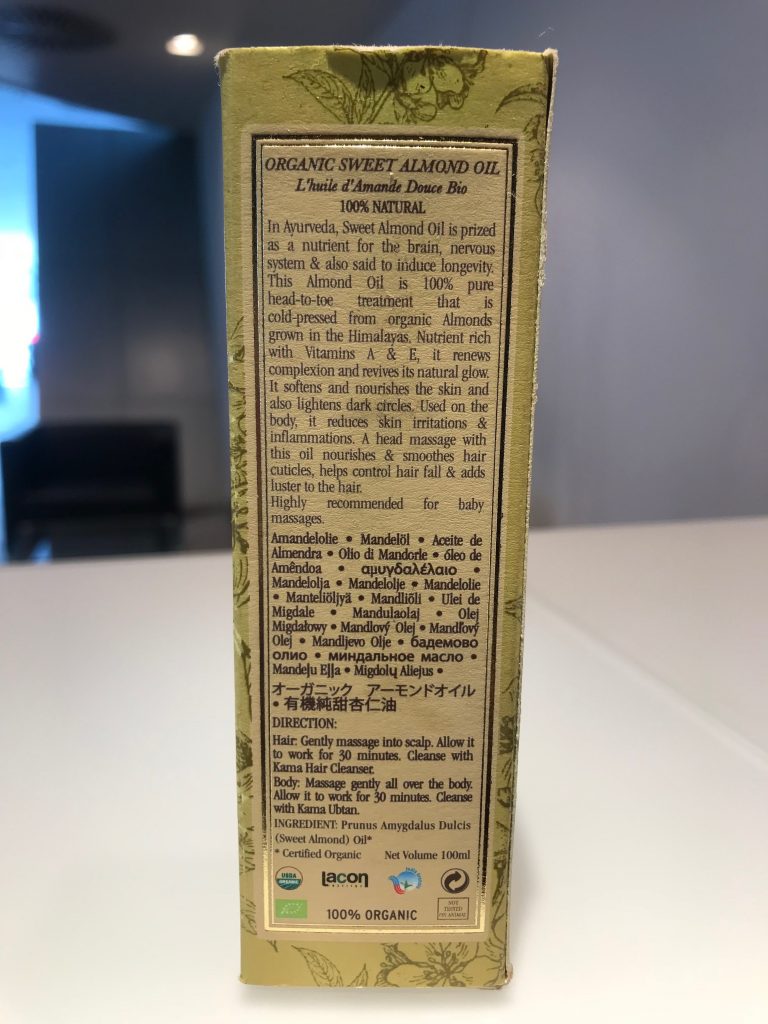 ORGANIC SWEET ALMOND OIL
L'huile d'Amande Douce Bio
100% NATURAL
In Ayurveda, Sweet Almond Oil is prized
as a nutrient for the brain, nervous
system & also said to induce longevity.
This Almond Oil is 100% pure
head-to-toe treatment that is
cold-pressed from organic Almonds
grown in the Himalayas. Nutrient rich
with Vitamins A & E, it renews
complexion and revives its natural glow.
It softens and nourishes the skin and
also lightens dark circles. Used on the
body, it reduces skin irritations &
inflammations. A head massage with
this oil nourishes & smoothes hair
cuticles, helps control hair fall & adds
luster to the hair.
Highly recommended for baby
massages.
Amandelolie • Mandelöl • Aceite de
Almendra • Olio di Mandorle • óleo de
Amêndoa • αμυγδαλέλαιο •
Mandelolja • Mandelolje • Mandelolie
• Manteliöljyä • Mandlióli • Ulei de
Migdale • Mandulaolaj • Olej
Migdałowy • Mandlový Olej • Mandľový
Olej • Mandljevo Olje • бадемово
олио • миндальное масло •
Mandeļu Eļļa • Migdolų Aliejus •
オーガニック アーモンドオイル
• 有機純甜杏仁油
DIRECTION:
Hair: Gently massage into scalp. Allow it
to work for 30 minutes. Cleanse with
Kama Hair Cleanser.
Body: Massage gently all over the body.
Allow it to work for 30 minutes. Cleanse
with Kama Ubtan.
INGREDIENT: Prunus Amygdalus Dulcis
(Sweet Almond) Oil*
* Certified Organic Net Volume 100ml
USDA
ORGANIC
lacon
100% ORGANIC
NOT
TESTED
ON ANIMAL